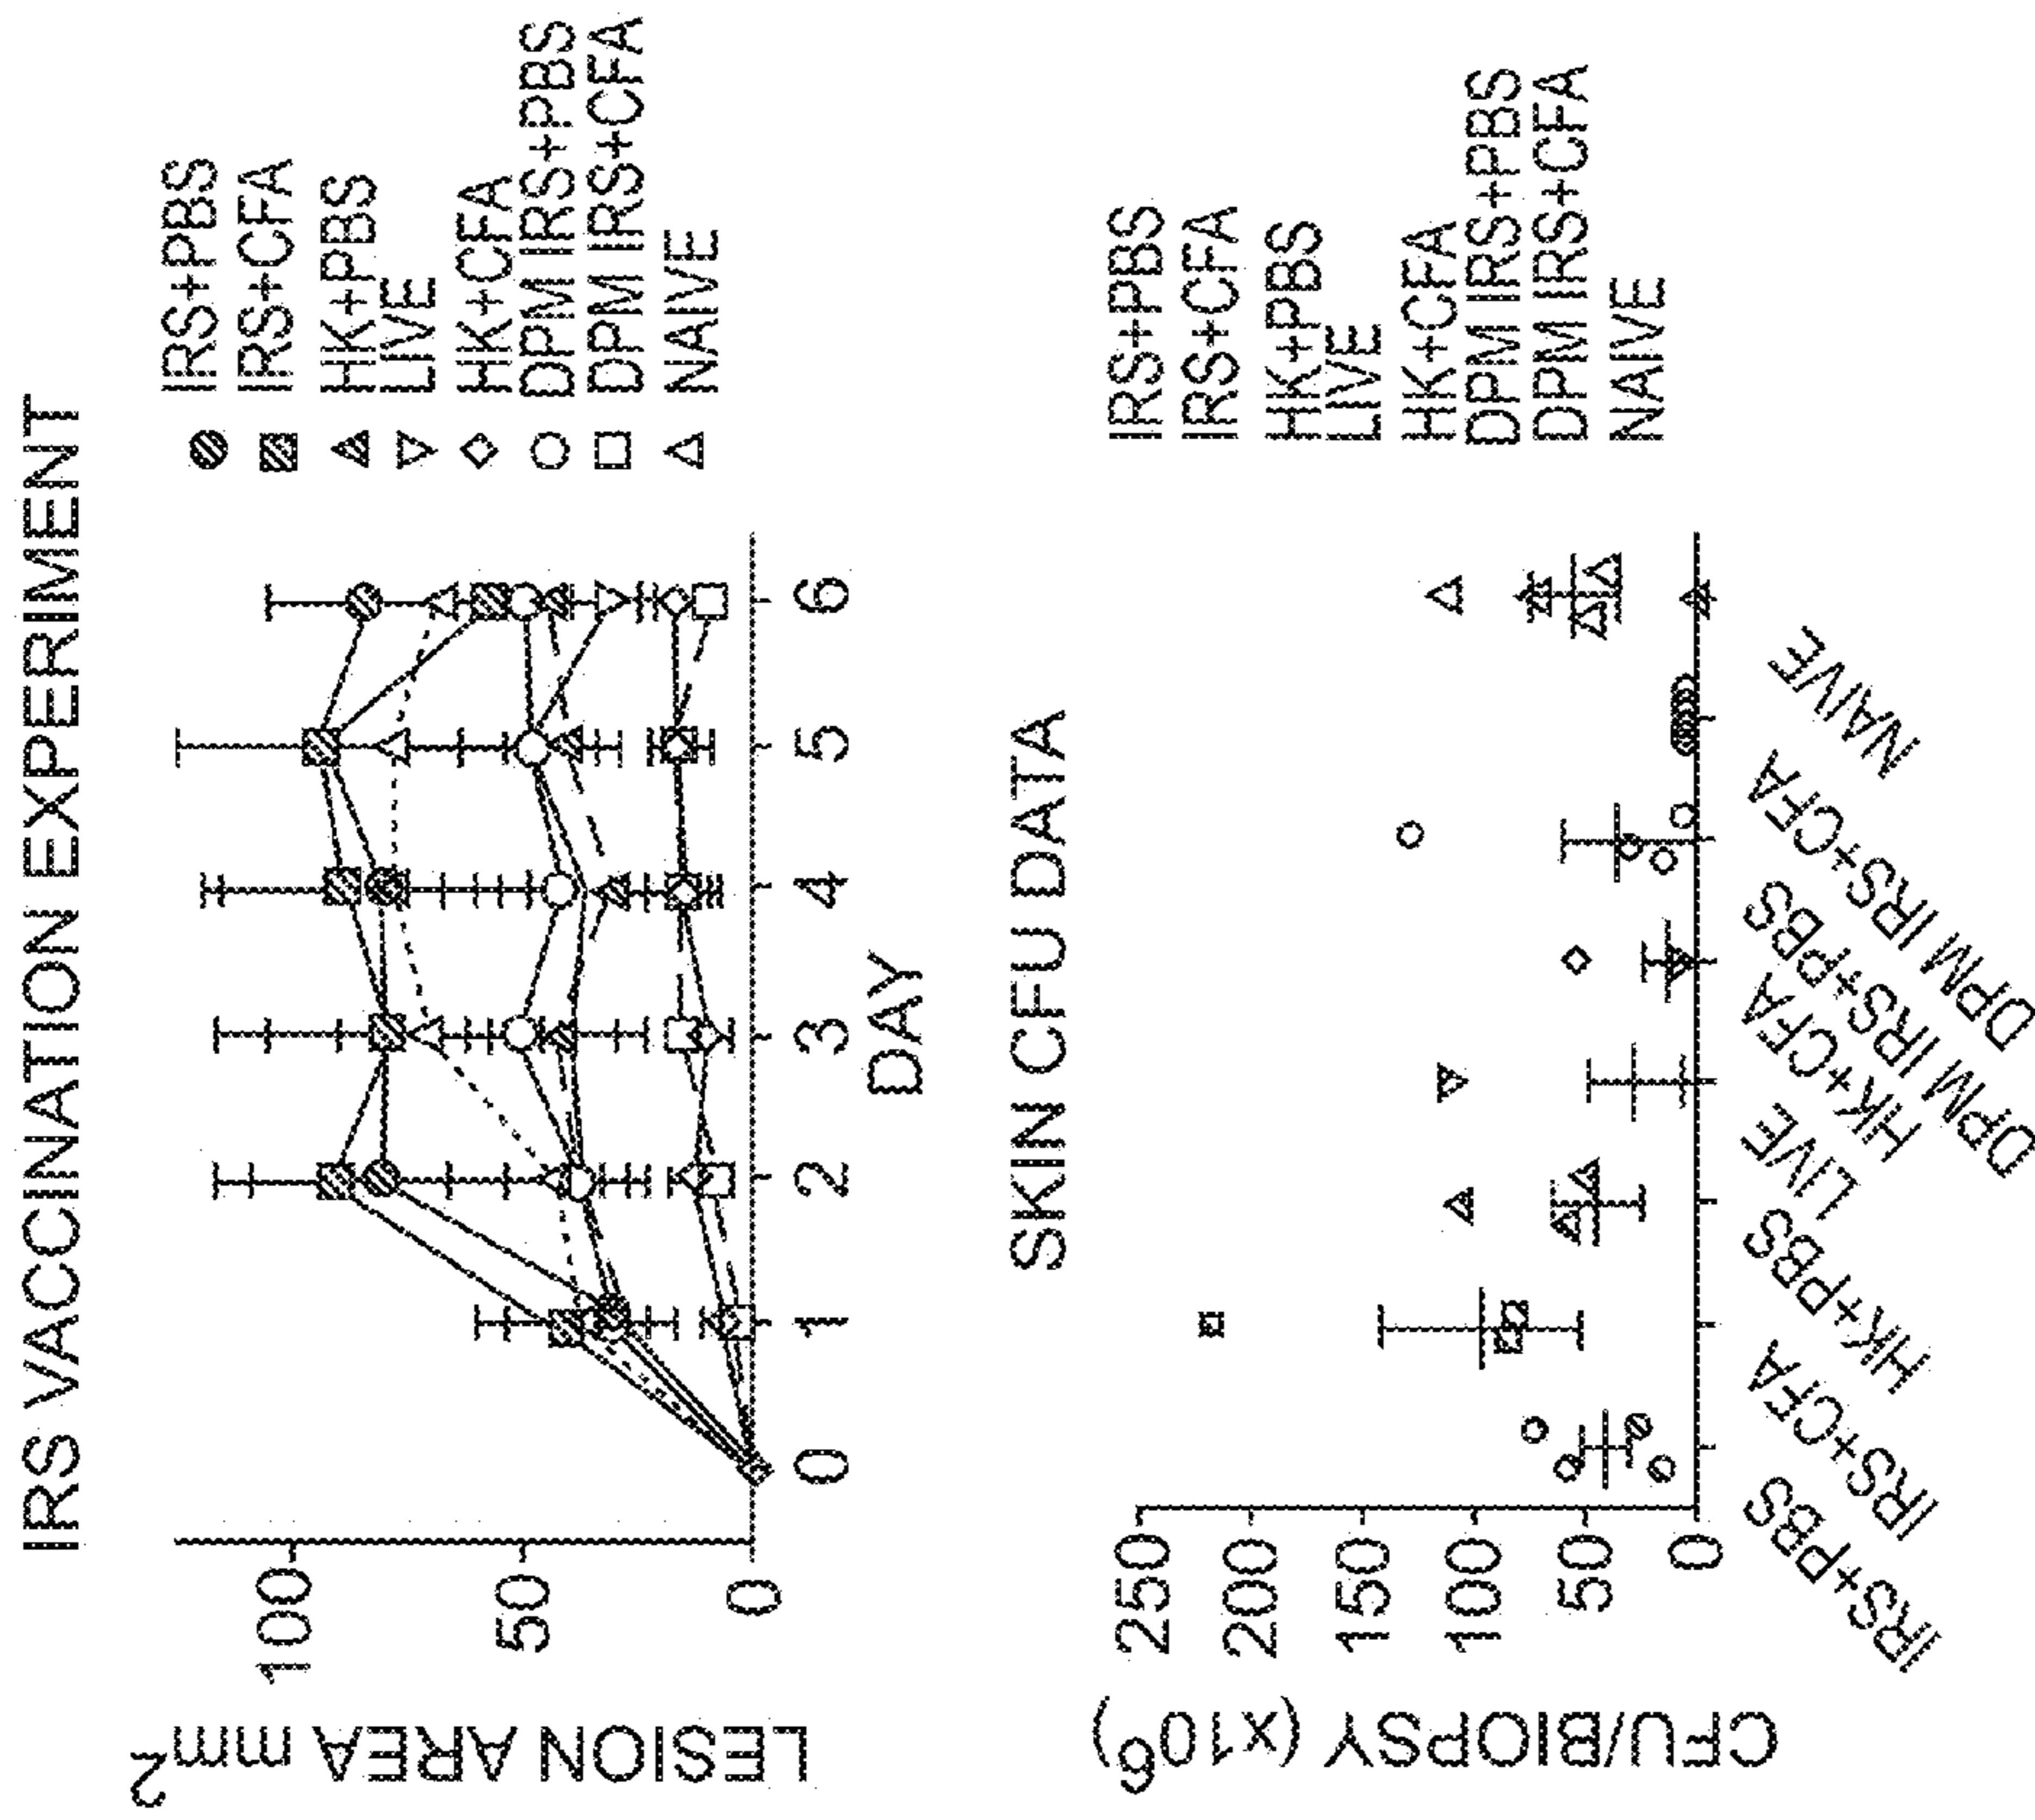 IRS VACCINATION EXPERIMENT
LESION AREA mm2
100
50
0
0 1 2 3 4 5 6
DAY
IRS+PBS
IRS+CFA
HK+PBS
LIVE
HK+CFA
DPM IRS+PBS
DPM IRS+CFA
NAIVE
SKIN CFU DATA
CFU/BIOPSY (x106)
250
200
150
100
50
0
IRS+PBS
IRS+CFA
HK+PBS
LIVE
HK+CFA
DPM IRS+PBS
DPM IRS+CFA
NAIVE
IRS+PBS
IRS+CFA
HK+PBS
LIVE
HK+CFA
DPM IRS+PBS
DPM IRS+CFA
NAIVE